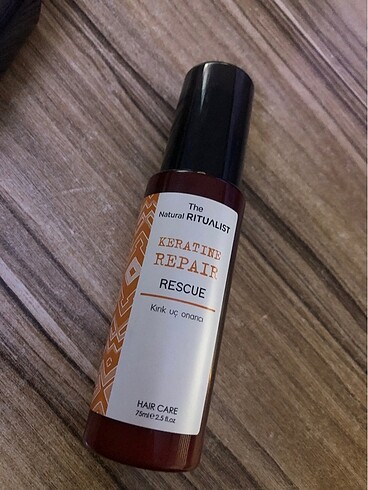 The
Natural RITUALIST
KERATINE
REPAIR
RESCUE
Kırık uç onarıcı
HAIR CARE
75ml e 2.5 fl.oz